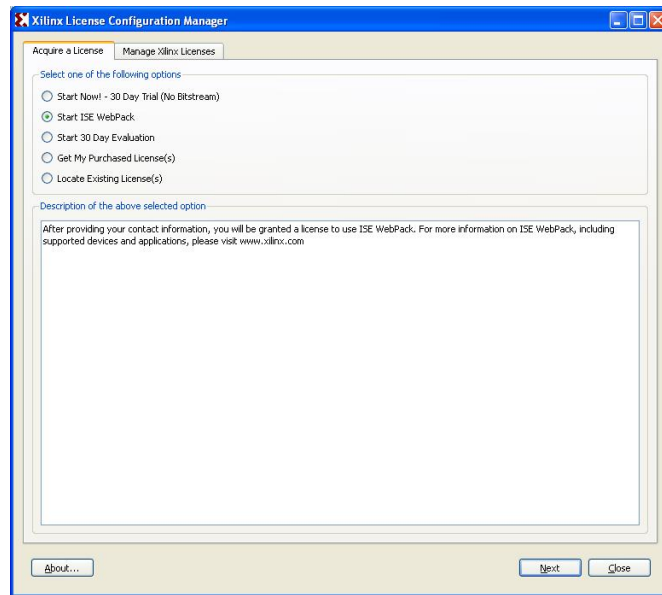 Xilinx License Configuration Manager
Acquire a License
Manage Xilinx Licenses
Select one of the following options
Start Now! - 30 Day Trial (No Bitstream)
Start ISE WebPack
Start 30 Day Evaluation
Get My Purchased License(s)
Locate Existing License(s)
Description of the above selected option
After providing your contact information, you will be granted a license to use ISE WebPack. For more information on ISE WebPack, including
supported devices and applications, please visit www.xilinx.com
About...
Next
Close